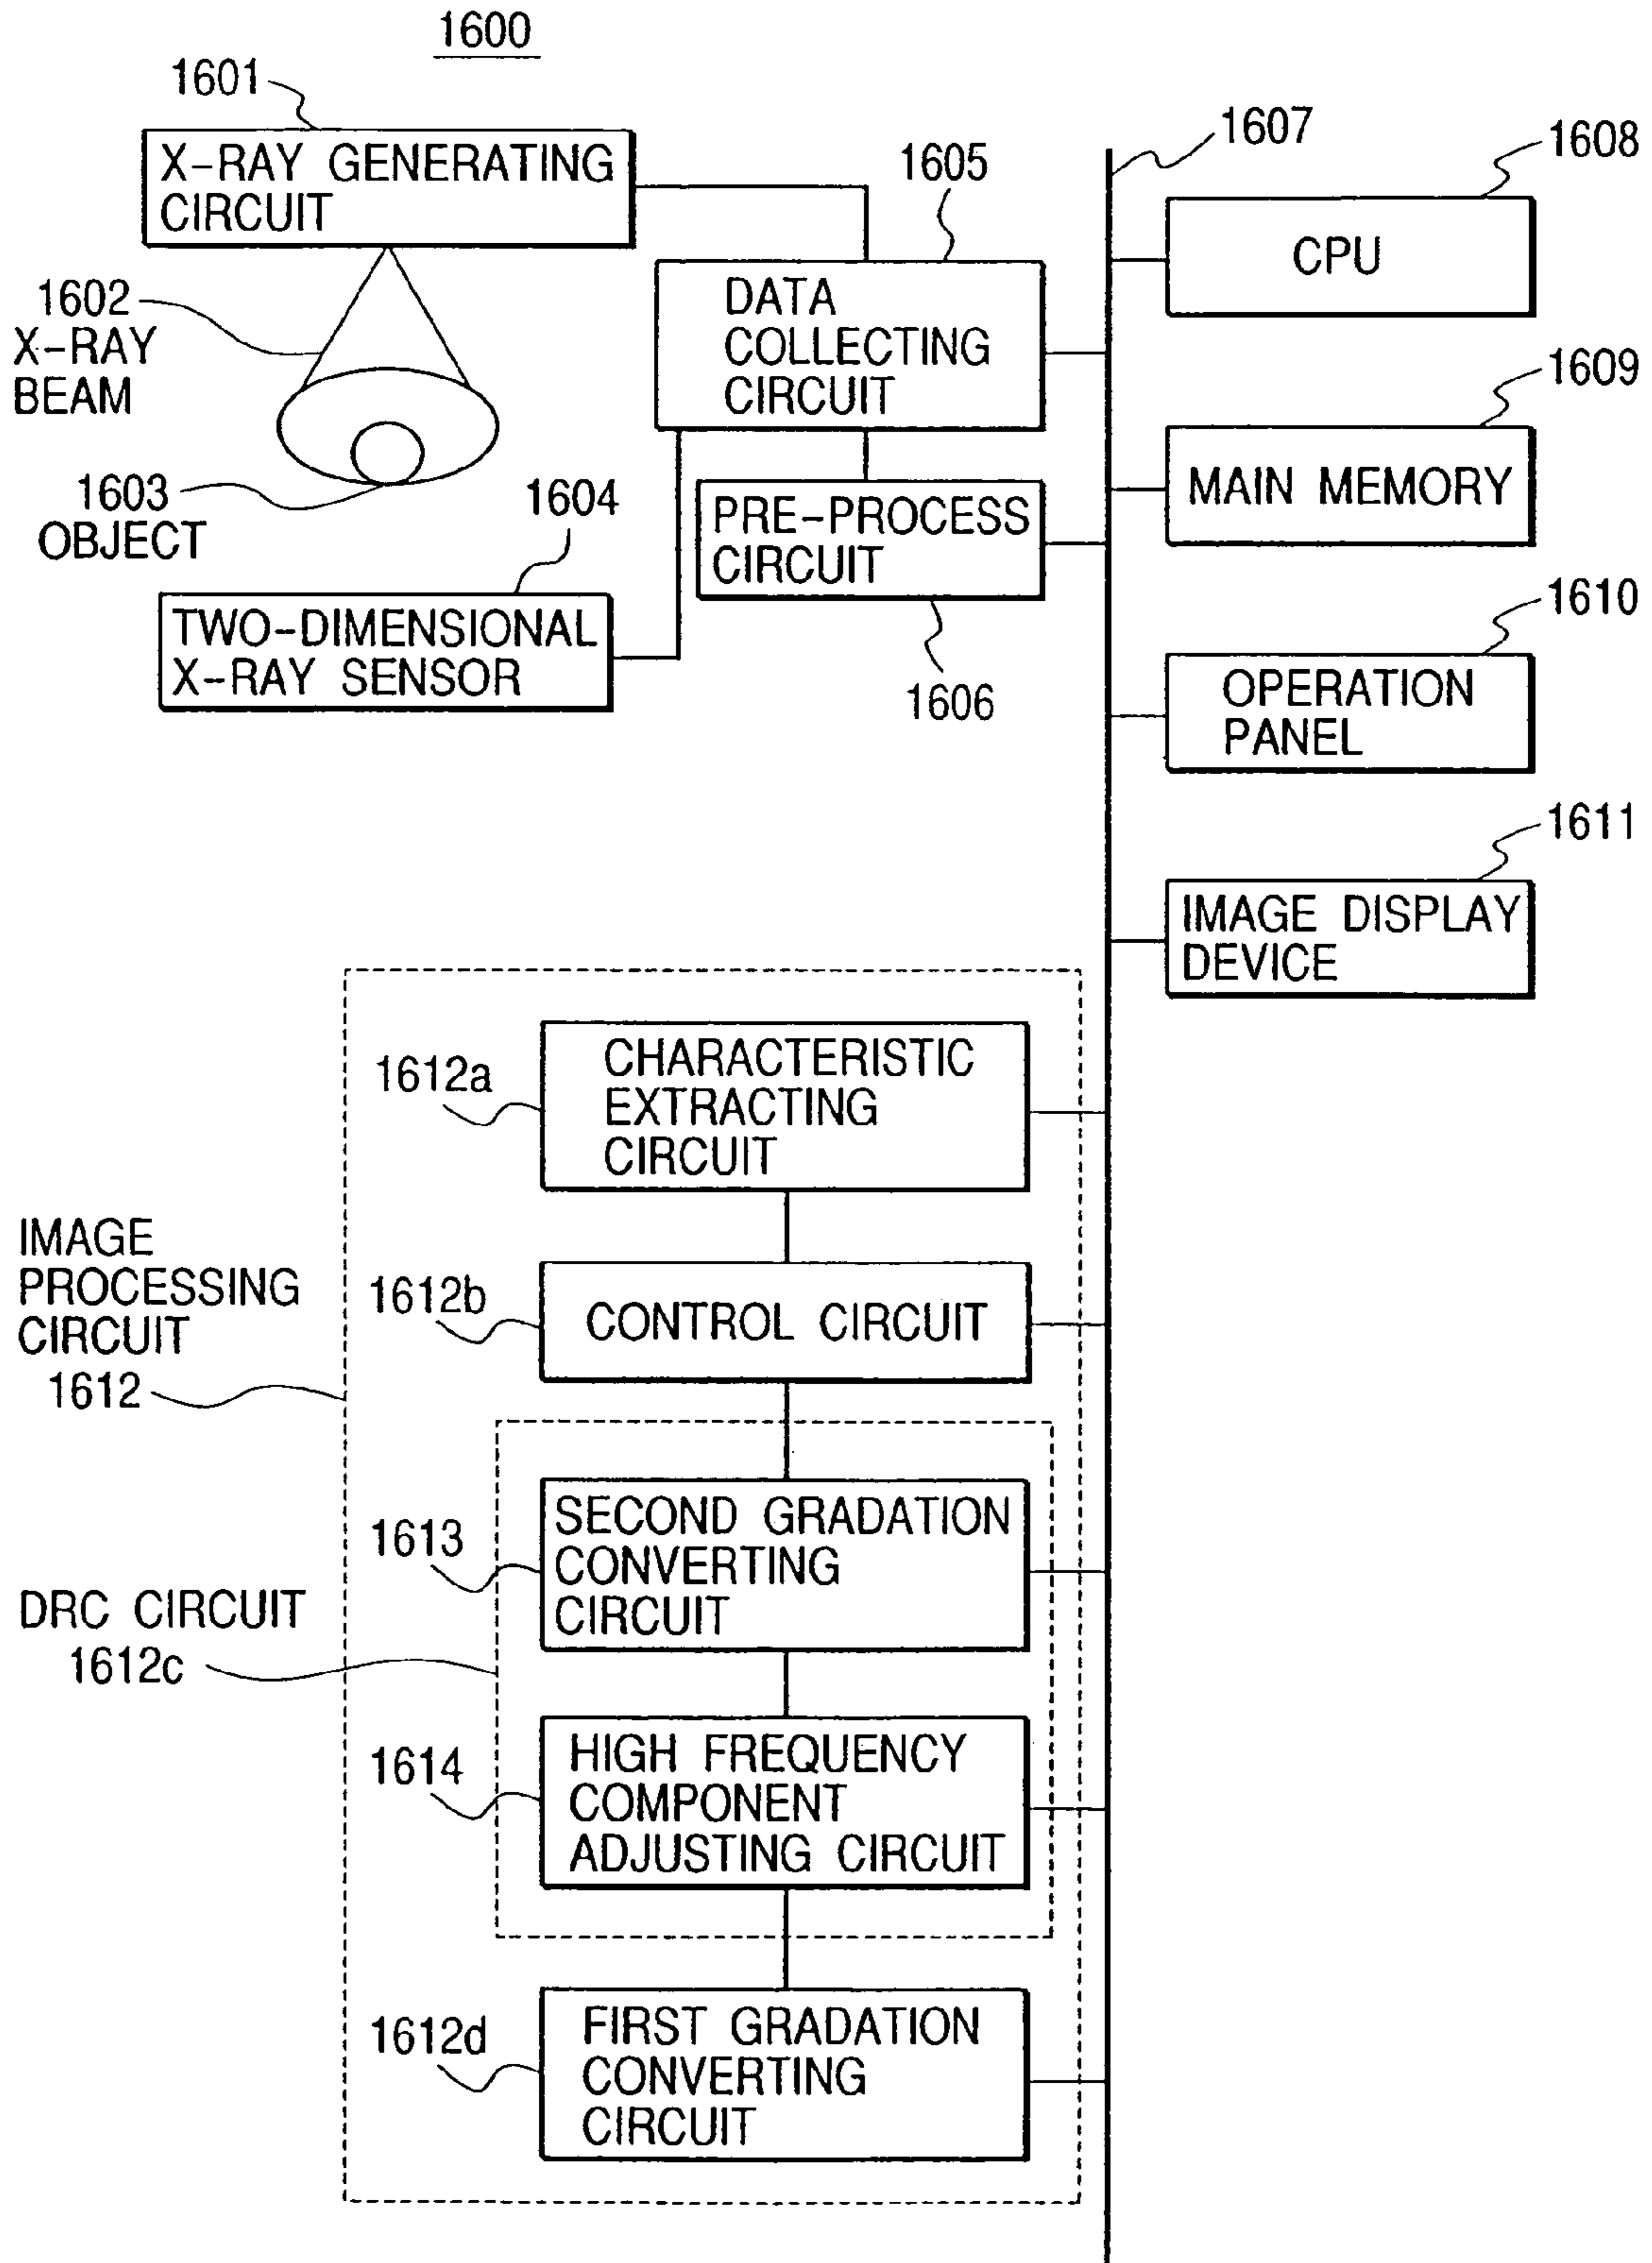 1600
1601
X-RAY GENERATING
CIRCUIT
1602
X-RAY
BEAM
1603
OBJECT
1604
TWO-DIMENSIONAL
X-RAY SENSOR
1605
DATA
COLLECTING
CIRCUIT
PRE-PROCESS
CIRCUIT
1606
1607
1608
CPU
1609
MAIN MEMORY
1610
OPERATION
PANEL
1611
IMAGE DISPLAY
DEVICE
IMAGE
PROCESSING
CIRCUIT
1612
1612a
CHARACTERISTIC
EXTRACTING
CIRCUIT
1612b
CONTROL CIRCUIT
DRC CIRCUIT
1612c
1613
SECOND GRADATION
CONVERTING
CIRCUIT
1614
HIGH FREQUENCY
COMPONENT
ADJUSTING CIRCUIT
1612d
FIRST GRADATION
CONVERTING
CIRCUIT